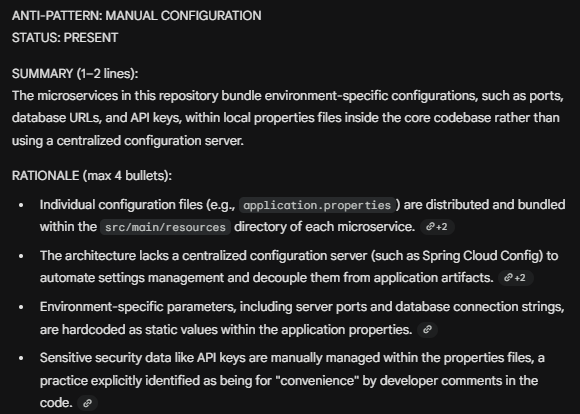 ANTI-PATTERN: MANUAL CONFIGURATION
STATUS: PRESENT
SUMMARY (1–2 lines):
The microservices in this repository bundle environment-specific configurations, such as ports,
database URLs, and API keys, within local properties files inside the core codebase rather than
using a centralized configuration server.
RATIONALE (max 4 bullets):
• Individual configuration files (e.g., application.properties) are distributed and bundled
within the src/main/resources directory of each microservice. +2
• The architecture lacks a centralized configuration server (such as Spring Cloud Config) to
automate settings management and decouple them from application artifacts. +2
• Environment-specific parameters, including server ports and database connection strings,
are hardcoded as static values within the application properties.
• Sensitive security data like API keys are manually managed within the properties files, a
practice explicitly identified as being for "convenience" by developer comments in the
code.